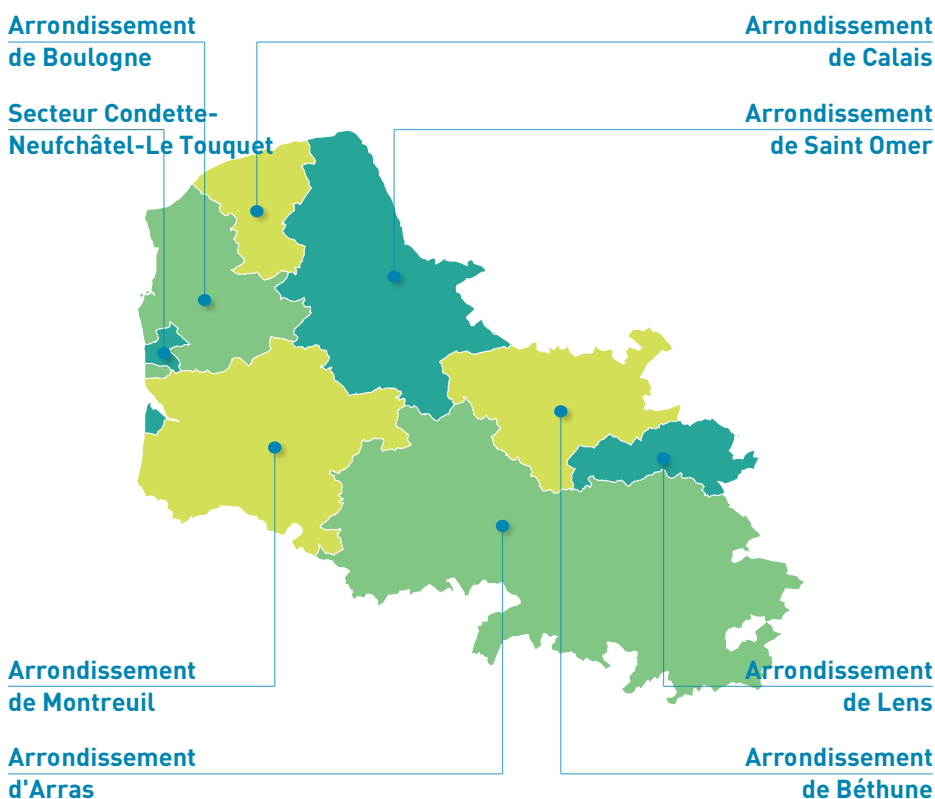 Arrondissement
de Boulogne
Arrondissement
de Calais
Secteur Condette-
Neufchâtel-Le Touquet
Arrondissement
de Saint Omer
Arrondissement
de Montreuil
Arrondissement
de Lens
Arrondissement
d'Arras
Arrondissement
de Béthune